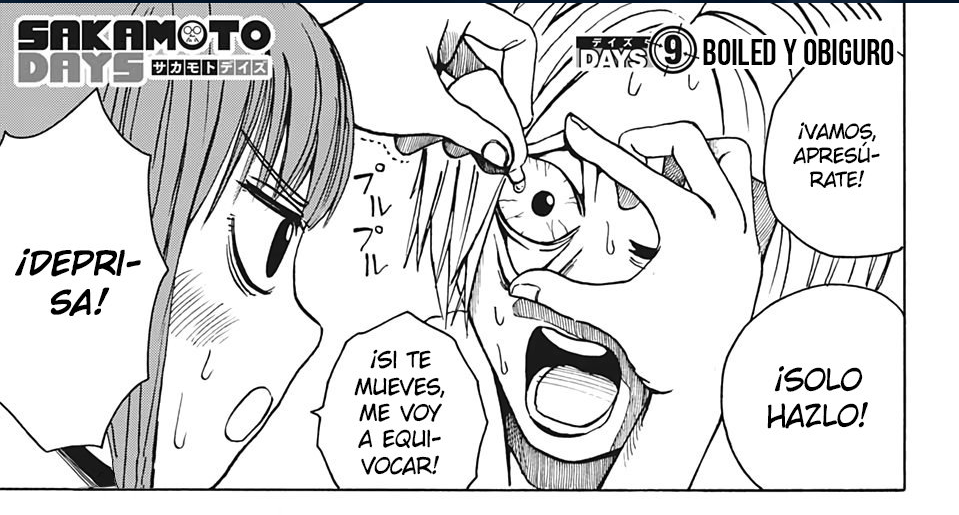 SAKAMOTO
DAYS サカモトデイズ
デイズ
DAYS 9 BOILED Y OBIGURO
¡VAMOS,
APRESÚ-
RATE!
プルプル
¡DEPRI-
SA!
¡SI TE
MUEVES,
ME VOY
A EQUI-
VOCAR!
¡SOLO
HAZLO!